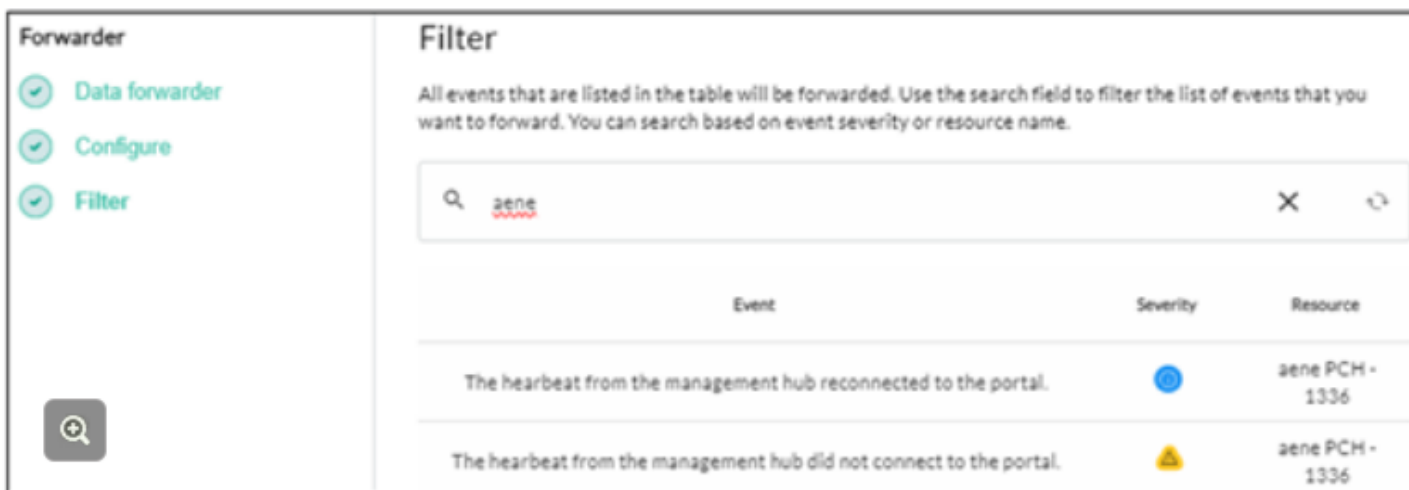 Forwarder
Data forwarder
Configure
Filter
Filter
All events that are listed in the table will be forwarded. Use the search field to filter the list of events that you
want to forward. You can search based on event severity or resource name.
aene
Event Severity Resource
The hearbeat from the management hub reconnected to the portal.
aene PCH -
1336
The hearbeat from the management hub did not connect to the portal.
aene PCH -
1336